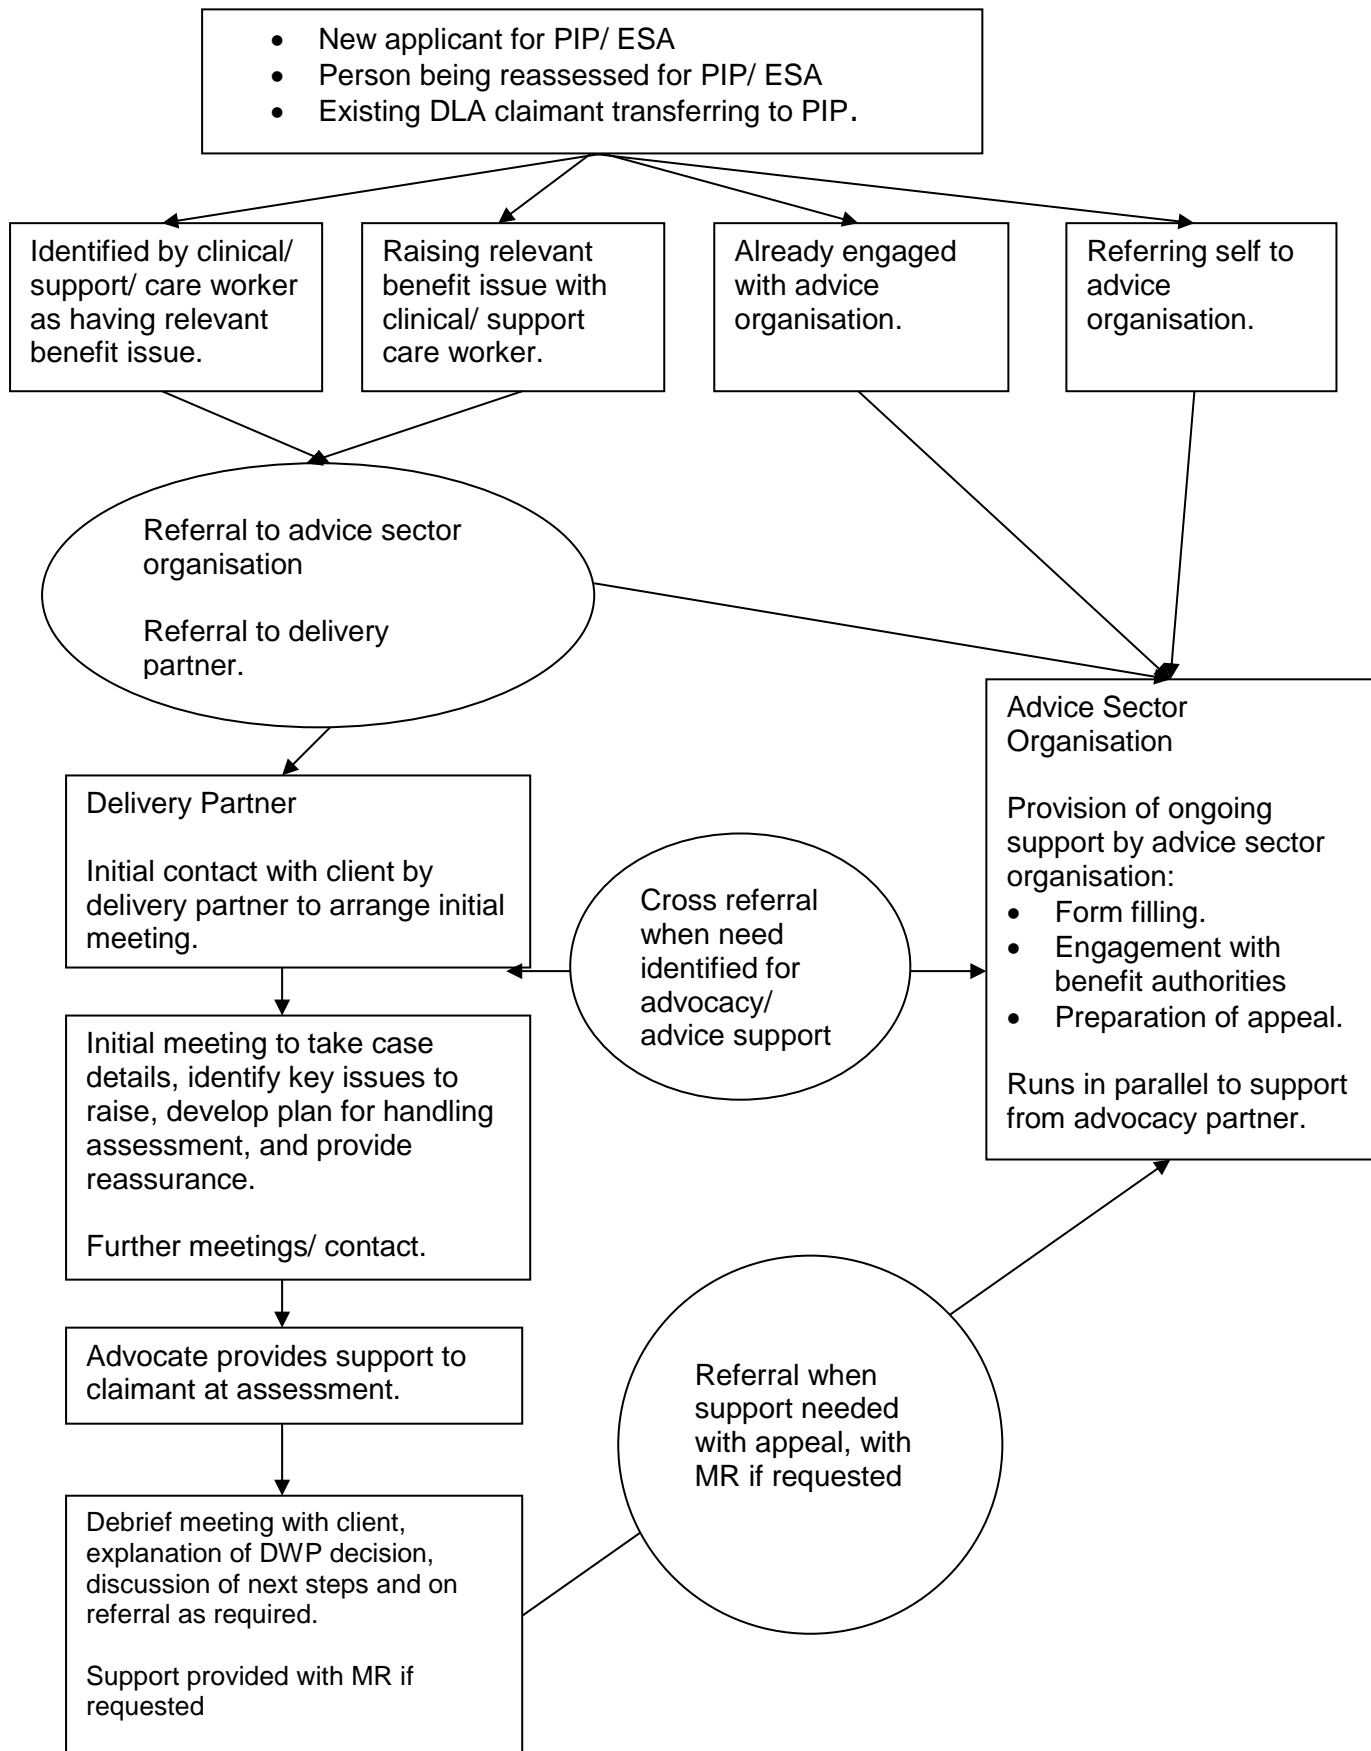 • New applicant for PIP/ ESA
• Person being reassessed for PIP/ ESA
• Existing DLA claimant transferring to PIP.
Identified by clinical/
support/ care worker
as having relevant
benefit issue.
Raising relevant
benefit issue with
clinical/ support
care worker.
Already engaged
with advice
organisation.
Referring self to
advice
organisation.
Referral to advice sector
organisation
Referral to delivery
partner.
Delivery Partner
Initial contact with client by
delivery partner to arrange initial
meeting.
Cross referral
when need
identified for
advocacy/
advice support
Advice Sector
Organisation
Provision of ongoing
support by advice sector
organisation:
• Form filling.
• Engagement with
benefit authorities
• Preparation of appeal.
Runs in parallel to support
from advocacy partner.
Initial meeting to take case
details, identify key issues to
raise, develop plan for handling
assessment, and provide
reassurance.
Further meetings/ contact.
Advocate provides support to
claimant at assessment.
Referral when
support needed
with appeal, with
MR if requested
Debrief meeting with client,
explanation of DWP decision,
discussion of next steps and on
referral as required.
Support provided with MR if
requested